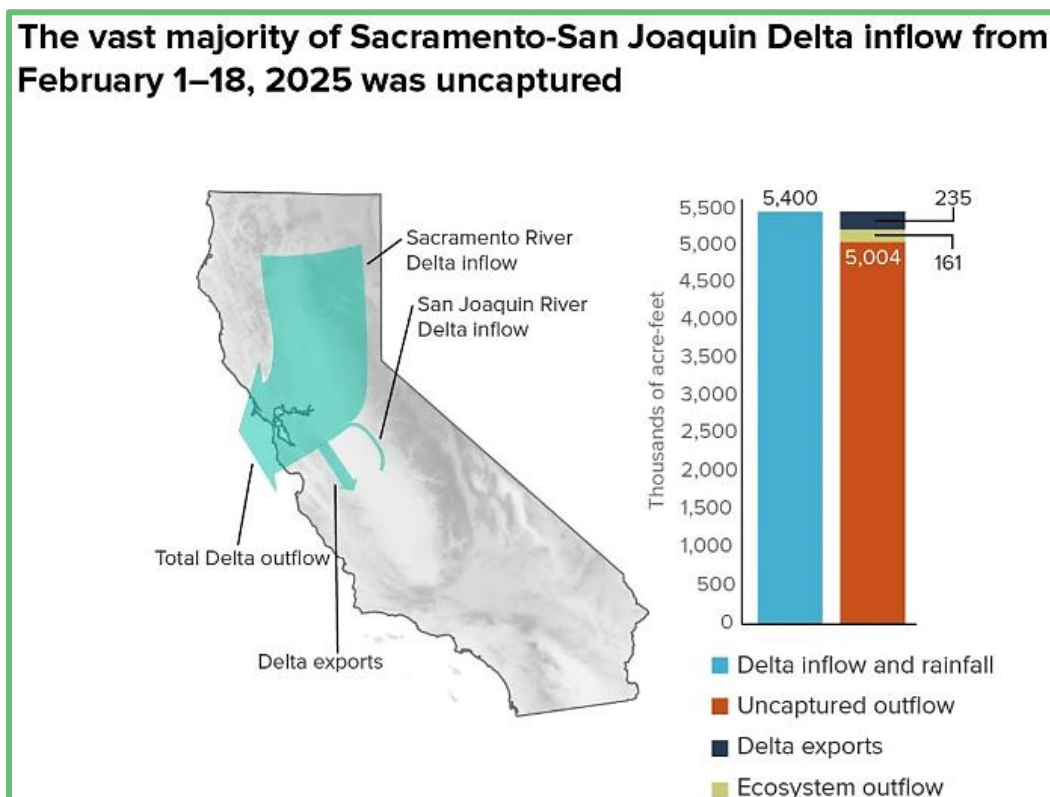 The vast majority of Sacramento-San Joaquin Delta inflow from
February 1–18, 2025 was uncaptured
Sacramento River
Delta inflow
San Joaquin River
Delta inflow
Total Delta outflow
Delta exports
Thousands of acre-feet
5,500
5,000
4,500
4,000
3,500
3,000
2,500
2,000
1,500
1,000
500
0
5,400
235
5,004
161
Delta inflow and rainfall
Uncaptured outflow
Delta exports
Ecosystem outflow